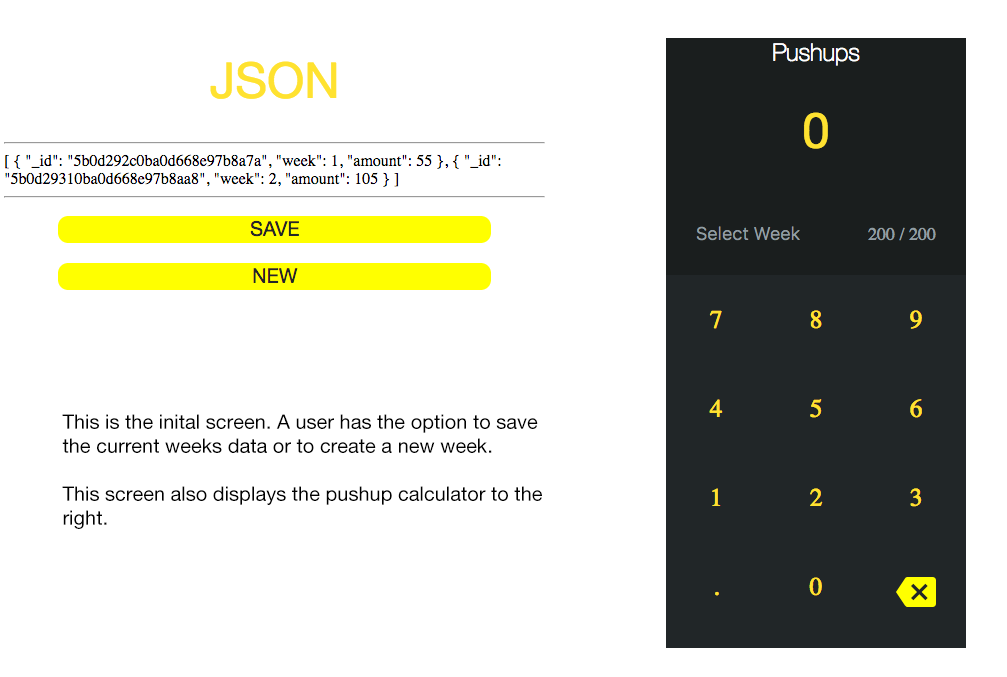 JSON
[ { "_id": "5b0d292c0ba0d668e97b8a7a", "week": 1, "amount": 55 }, { "_id":
"5b0d29310ba0d668e97b8aa8", "week": 2, "amount": 105 } ]
SAVE
NEW
This is the inital screen. A user has the option to save
the current weeks data or to create a new week.
This screen also displays the pushup calculator to the
right.
Pushups
0
Select Week 200 / 200
7 8 9
4 5 6
1 2 3
. 0